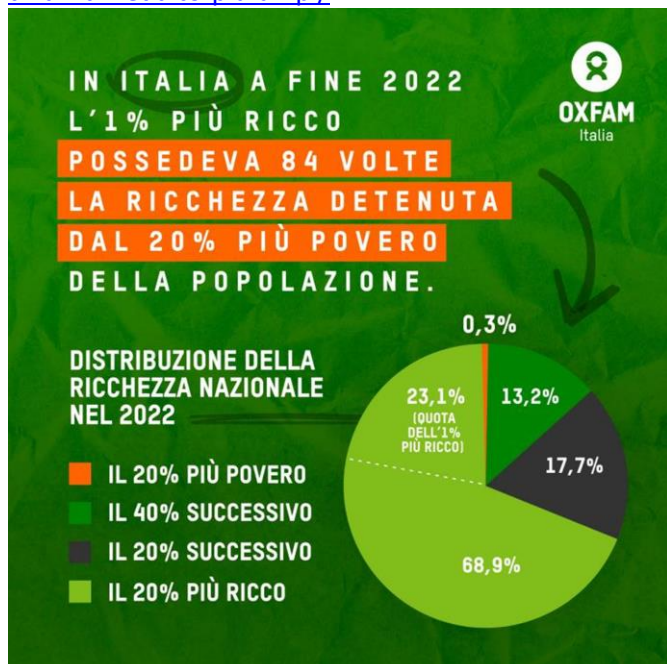 IN ITALIA A FINE 2022
L'1% PIÙ RICCO
POSSEDEVA 84 VOLTE
LA RICCHEZZA DETENUTA
DAL 20% PIÙ POVERO
DELLA POPOLAZIONE.
OXFAM
Italia
DISTRIBUZIONE DELLA
RICCHEZZA NAZIONALE
NEL 2022
IL 20% PIÙ POVERO
IL 40% SUCCESSIVO
IL 20% SUCCESSIVO
IL 20% PIÙ RICCO
0,3%
13,2%
17,7%
68,9%
23,1%
(QUOTA
DELL'1%
PIÙ RICCO)